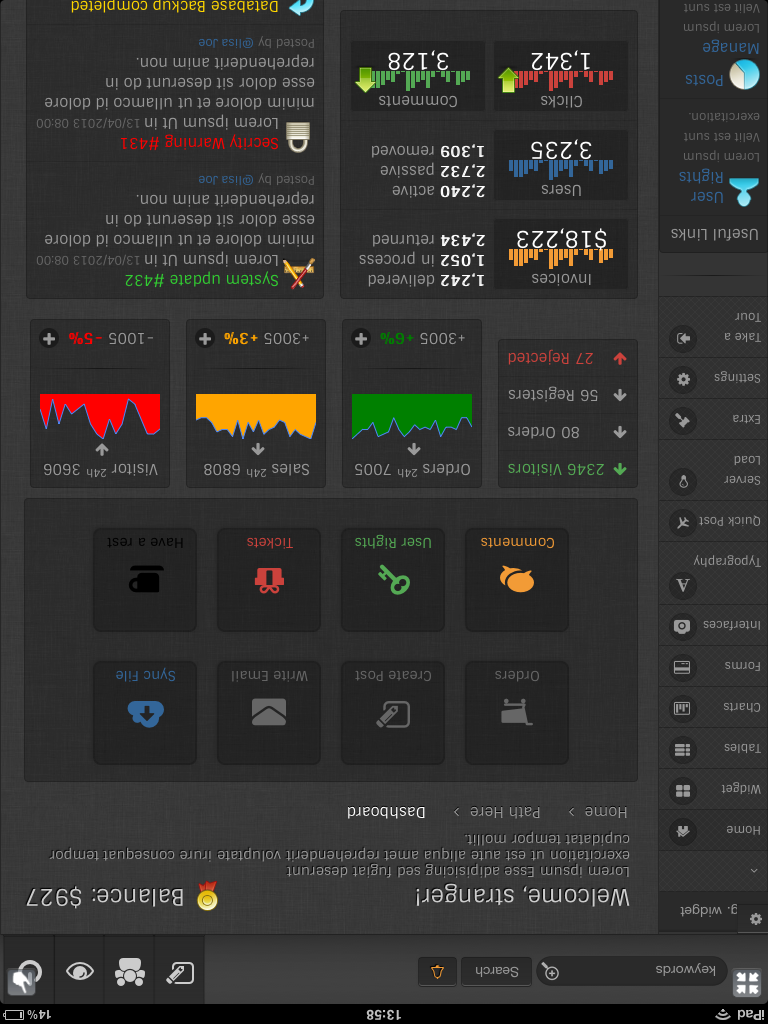 iPad
13:58
14%
keywords
Search
g. widget
Home
Widget
Tables
Charts
Forms
Interfaces
Typography
Quick Post
Server
Load
Extra
Settings
Take a
Tour
Useful Links
User
Rights
Lorem ipsum
Velit est sunt
exercitation.
Posts
Manage
Lorem ipsum
Velit est sunt
Welcome, stranger!
Balance: $927
Lorem ipsum Esse adipisicing sed fugiat deserunt
exercitation ut est aute aliqua amet reprehenderit voluptate irure consequat tempor
cupidatat tempor mollit.
Home > Path Here > Dashboard
Orders
Create Post
Write Email
Sync File
Comments
User Rights
Tickets
Have a rest
2346 Visitors
80 Orders
56 Registers
27 Rejected
Orders 24h 7005
+3005 +6%
Sales 24h 6808
+3005 +3%
Visitor 24h 3606
-1005 -5%
Invoices
$18,223
1,242 delivered
1,052 in process
2,434 returned
Users
3,235
2,240 active
2,732 passive
1,309 removed
Clicks
1,342
Comments
3,128
System update #432
Lorem ipsum Ut in 13/04/2013 08:00
minim dolore et ut ullamco id dolore
esse dolor sit deserunt do in
reprehenderit anim non.
Posted by @lisa Joe
Secrity Warning #431
Lorem ipsum Ut in 13/04/2013 08:00
minim dolore et ut ullamco id dolore
esse dolor sit deserunt do in
reprehenderit anim non.
Posted by @lisa Joe
Database Backup completed